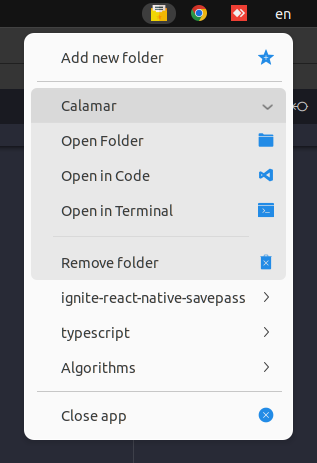 en
Add new folder
Calamar
Open Folder
Open in Code
Open in Terminal
Remove folder
ignite-react-native-savepass
typescript
Algorithms
Close app